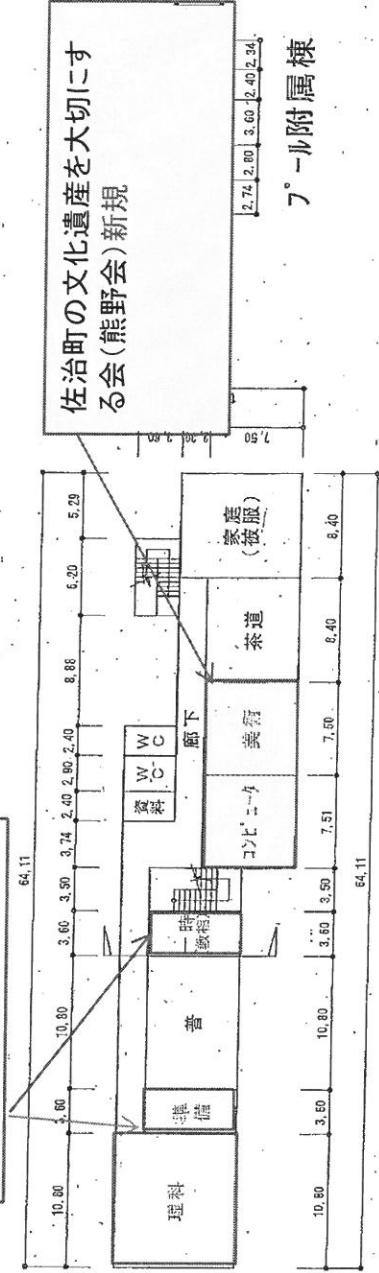 佐治町の文化遺産を大切にす
る会(熊野会)新規
2,74 2,80 3,60 2,40 2,34
プール附属棟
64,11
10,80 3,60 10,80 3,60 3,50 3,74 2,40 2,90 2,40 8,88 6,20 5,29
7,50
資料
WC
WC
廊下
理科
準備
普
一時
コンピュータ
美術
茶道
家庭
(被服)
10,80 3,60 10,80 3,60 3,50 7,51 7,50 8,40 8,40
64,11